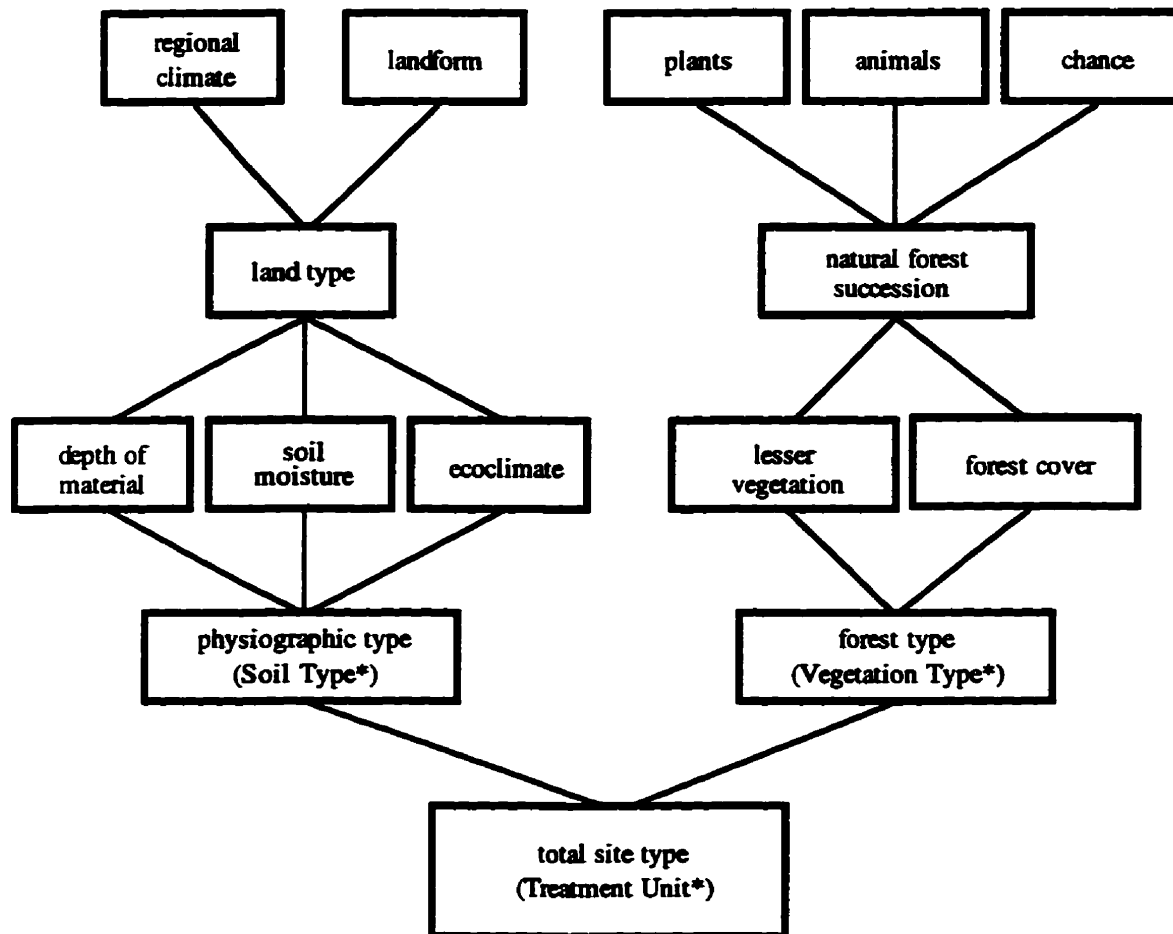 regional
climate
landform
plants
animals
chance
land type
natural forest
succession
depth of
material
soil
moisture
ecoclimate
lesser
vegetation
forest cover
physiographic type
(Soil Type*)
forest type
(Vegetation Type*)
total site type
(Treatment Unit*)